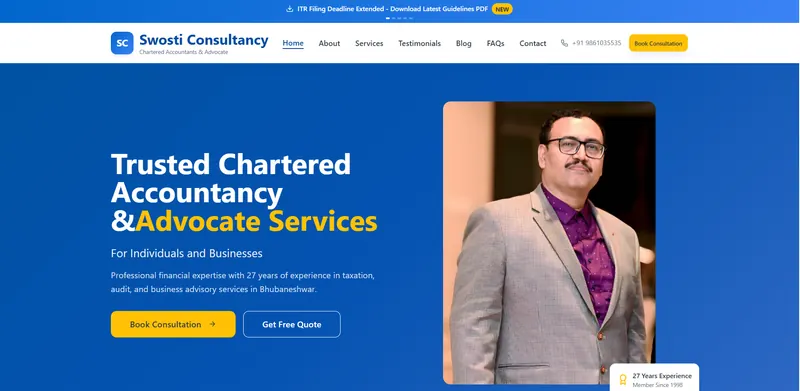 ITR Filing Deadline Extended - Download Latest Guidelines PDF NEW
SC
Swosti Consultancy
Chartered Accountants & Advocate
Home About Services Testimonials Blog FAQs Contact
+91 9861035535
Book Consultation
Trusted Chartered
Accountancy
&Advocate Services
For Individuals and Businesses
Professional financial expertise with 27 years of experience in taxation,
audit, and business advisory services in Bhubaneshwar.
Book Consultation
Get Free Quote
27 Years Experience
Member Since 1998